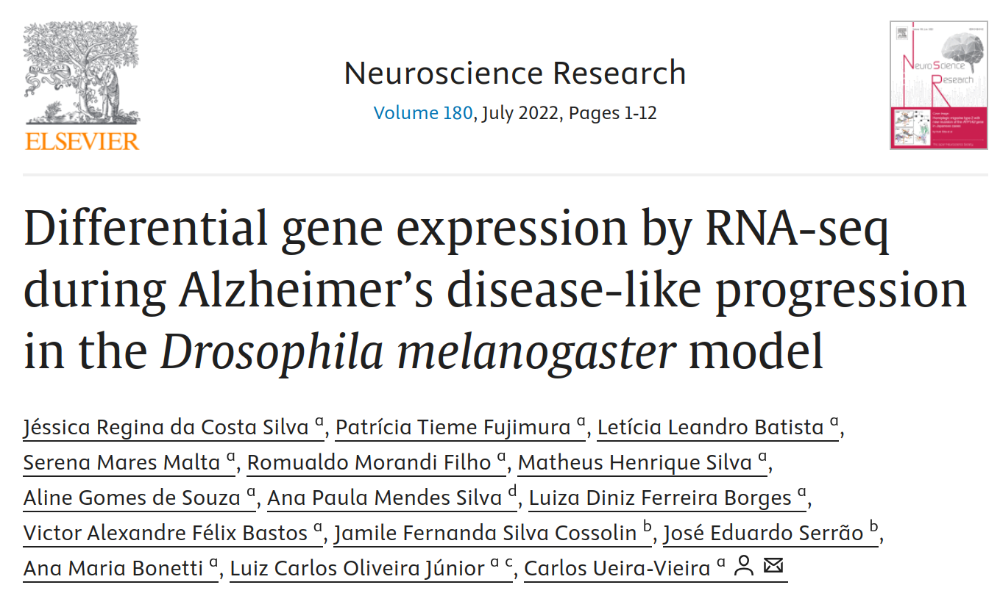 NON SOLUS
ELSEVIER
Neuroscience Research
Volume 180, July 2022, Pages 1-12
NeuroScience
Research
Differential gene expression by RNA-seq
during Alzheimer’s disease-like progression
in the Drosophila melanogaster model
Jéssica Regina da Costa Silva a, Patrícia Tieme Fujimura a, Letícia Leandro Batista a,
Serena Mares Malta a, Romualdo Morandi Filho a, Matheus Henrique Silva a,
Aline Gomes de Souza a, Ana Paula Mendes Silva d, Luiza Diniz Ferreira Borges a,
Victor Alexandre Félix Bastos a, Jamile Fernanda Silva Cossolin b, José Eduardo Serrão b,
Ana Maria Bonetti a, Luiz Carlos Oliveira Júnior a c, Carlos Ueira-Vieira a